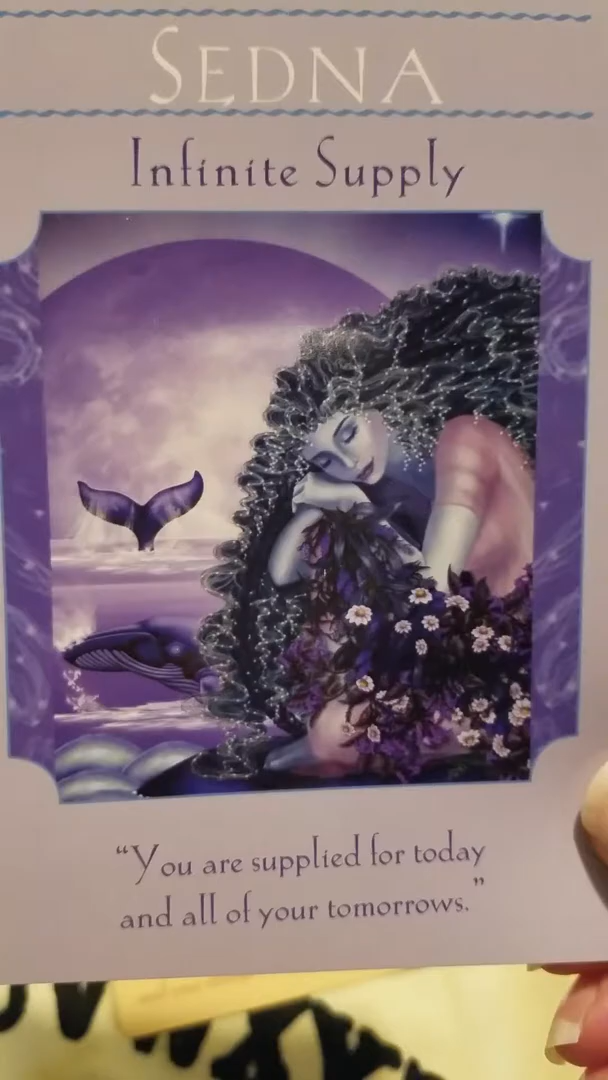 SEDNA
Infinite Supply
“You are supplied for today
and all of your tomorrows.”